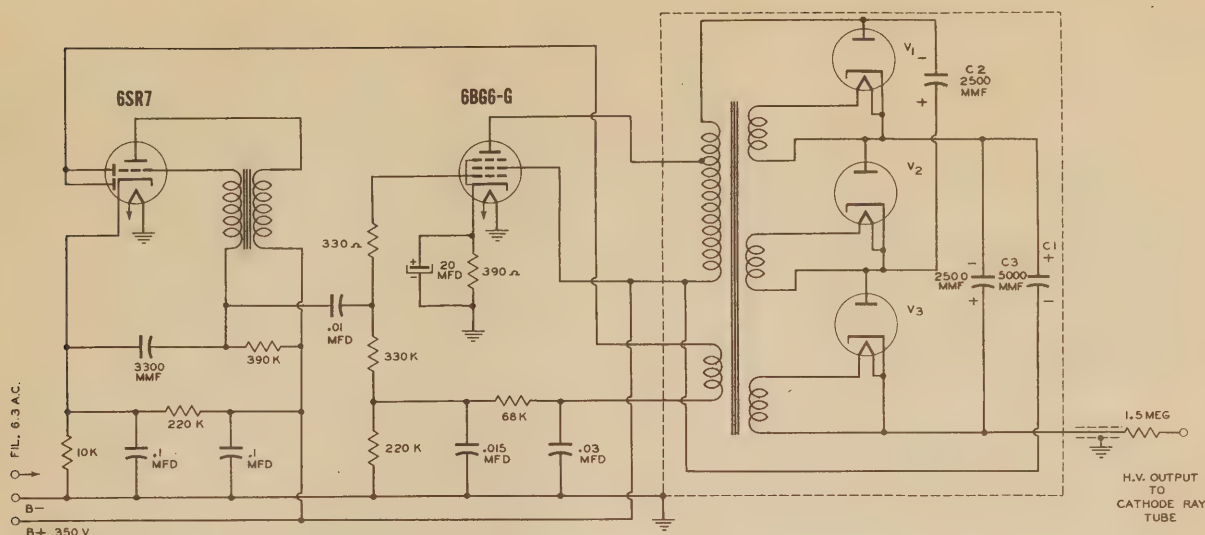 6SR7
6BG6-G
V1
C2
2500
MMF
V2
330 Ω
20
MFD
390 Ω
C1
C3
2500
MMF
5000
MMF
V3
.01
MFD
3300
MMF
390 K
330 K
220 K
68 K
1.5 MEG
FIL. 6.3 A.C.
10K
.1
MFD
.1
MFD
220 K
.015
MFD
.03
MFD
B-
B+ 350 V
H.V. OUTPUT
TO
CATHODE RAY
TUBE